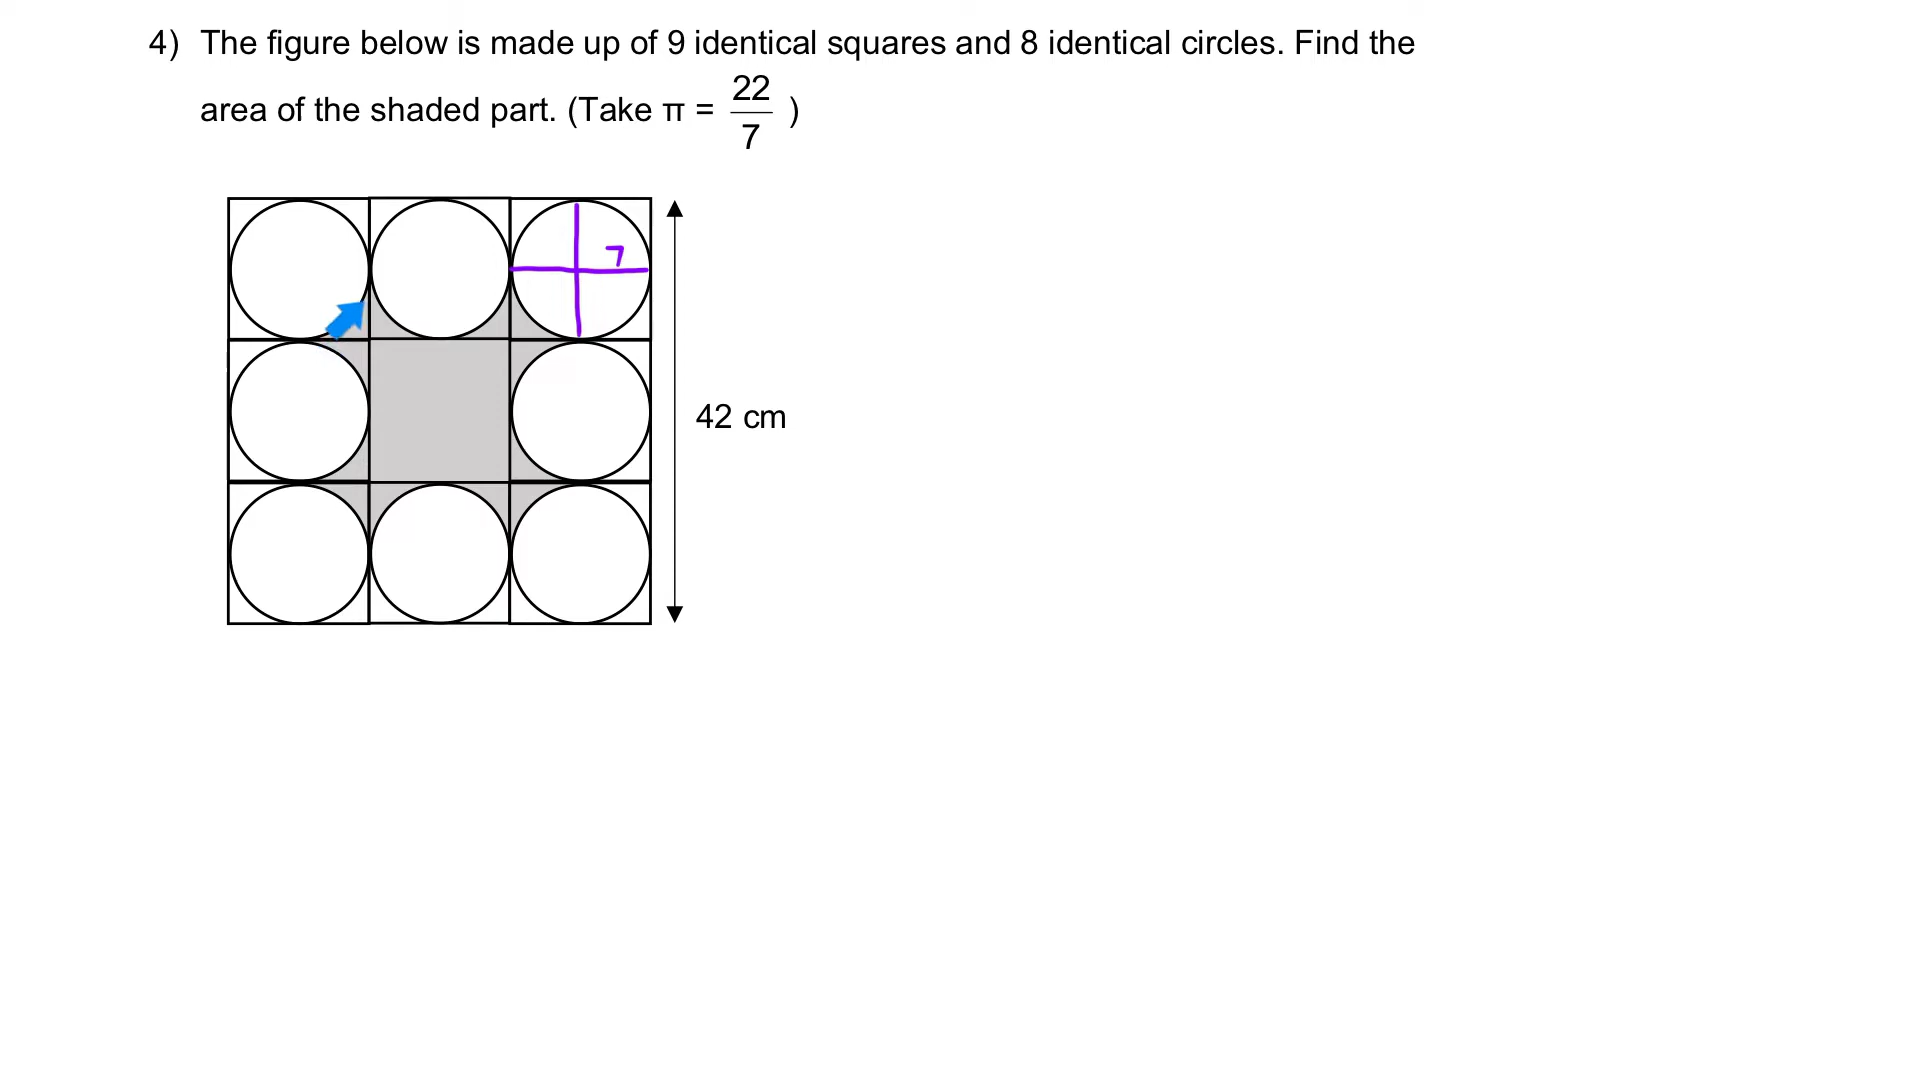 4) The figure below is made up of 9 identical squares and 8 identical circles. Find the
area of the shaded part. (Take π = 22/7 )
7
42 cm